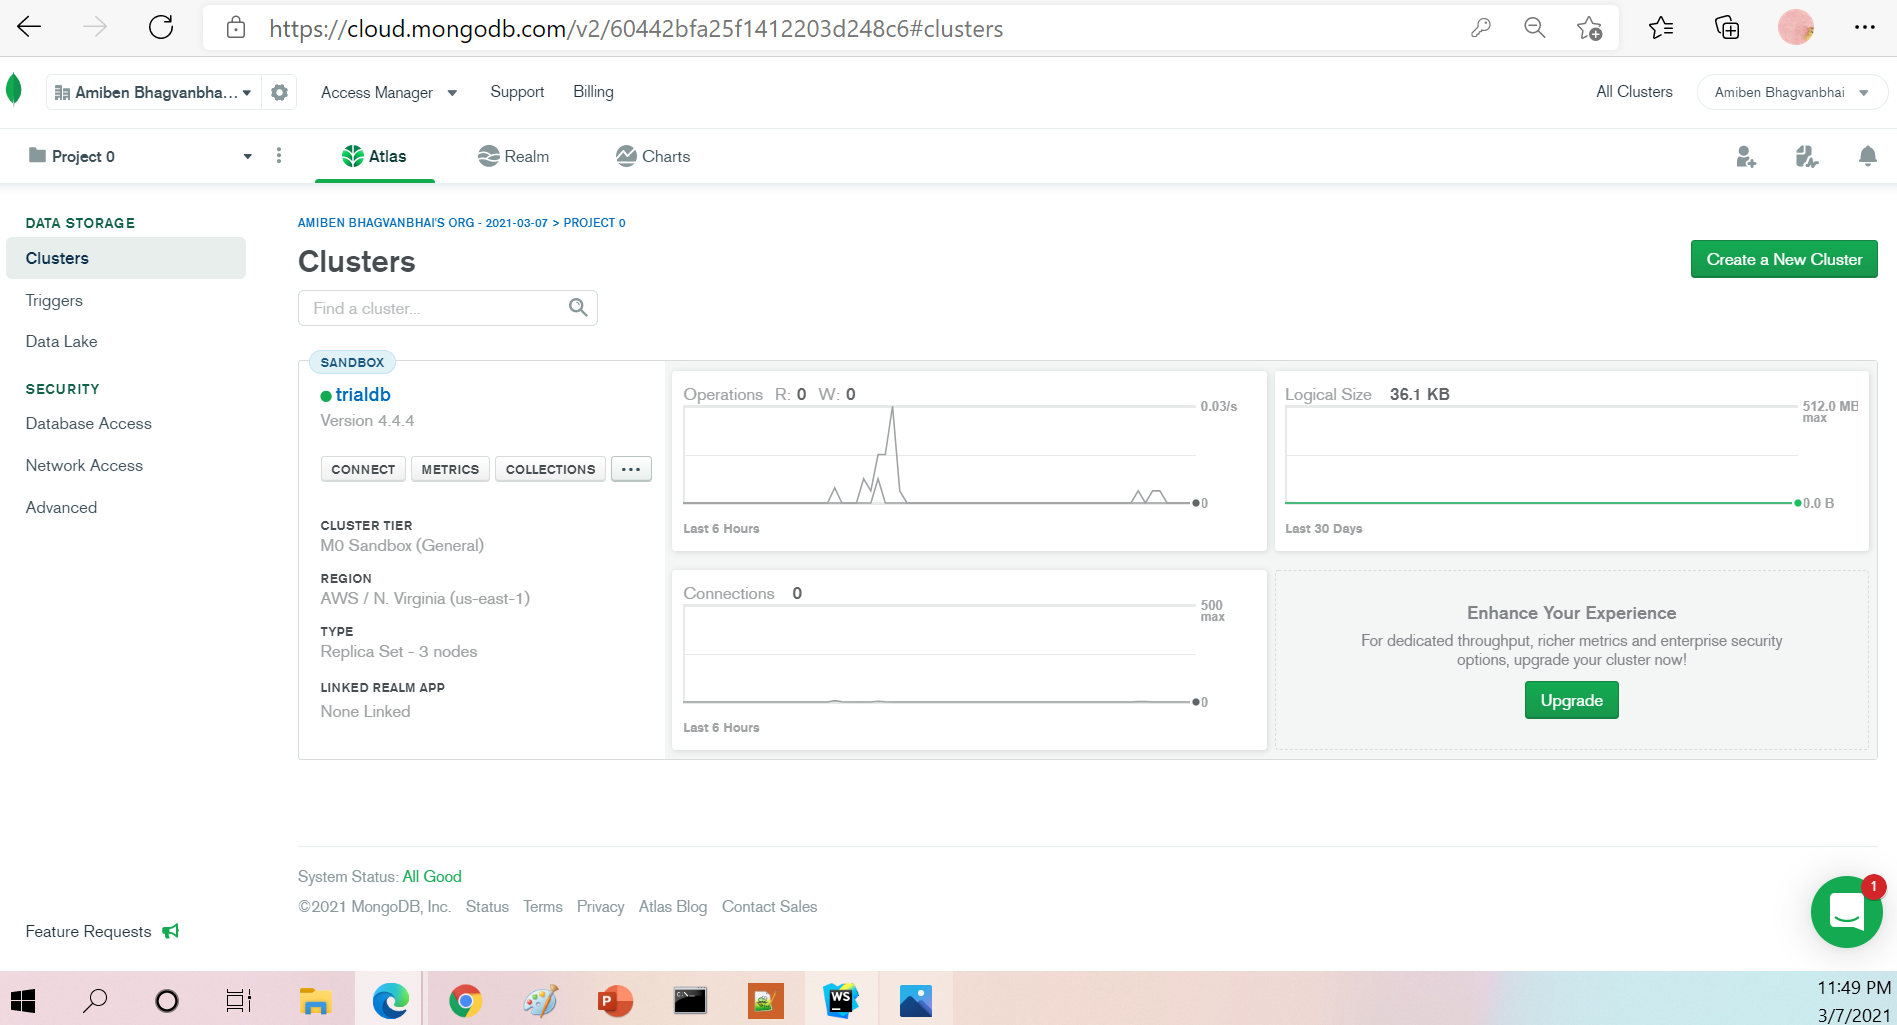 https://cloud.mongodb.com/v2/60442bfa25f1412203d248c6#clusters
Amiben Bhagvanbha...
Access Manager
Support
Billing
All Clusters
Amiben Bhagvanbhai
Project 0
Atlas
Realm
Charts
DATA STORAGE
Clusters
Triggers
Data Lake
SECURITY
Database Access
Network Access
Advanced
Feature Requests
AMIBEN BHAGVANBHAI'S ORG - 2021-03-07 > PROJECT 0
Clusters
Create a New Cluster
Find a cluster...
SANDBOX
trialdb
Version 4.4.4
CONNECT
METRICS
COLLECTIONS
...
CLUSTER TIER
M0 Sandbox (General)
REGION
AWS / N. Virginia (us-east-1)
TYPE
Replica Set - 3 nodes
LINKED REALM APP
None Linked
Operations R: 0 W: 0
0.03/s
0
Last 6 Hours
Logical Size 36.1 KB
512.0 MB
max
0.0 B
Last 30 Days
Connections 0
500
max
0
Last 6 Hours
Enhance Your Experience
For dedicated throughput, richer metrics and enterprise security
options, upgrade your cluster now!
Upgrade
System Status: All Good
©2021 MongoDB, Inc. Status Terms Privacy Atlas Blog Contact Sales
1
P
C:\
WS
11:49 PM
3/7/2021